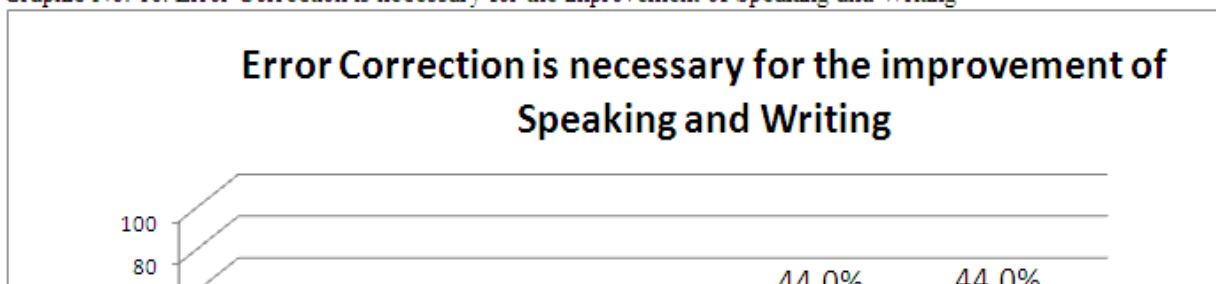 Error Correction is necessary for the improvement of
Speaking and Writing
100
80
44.0% 44.0%